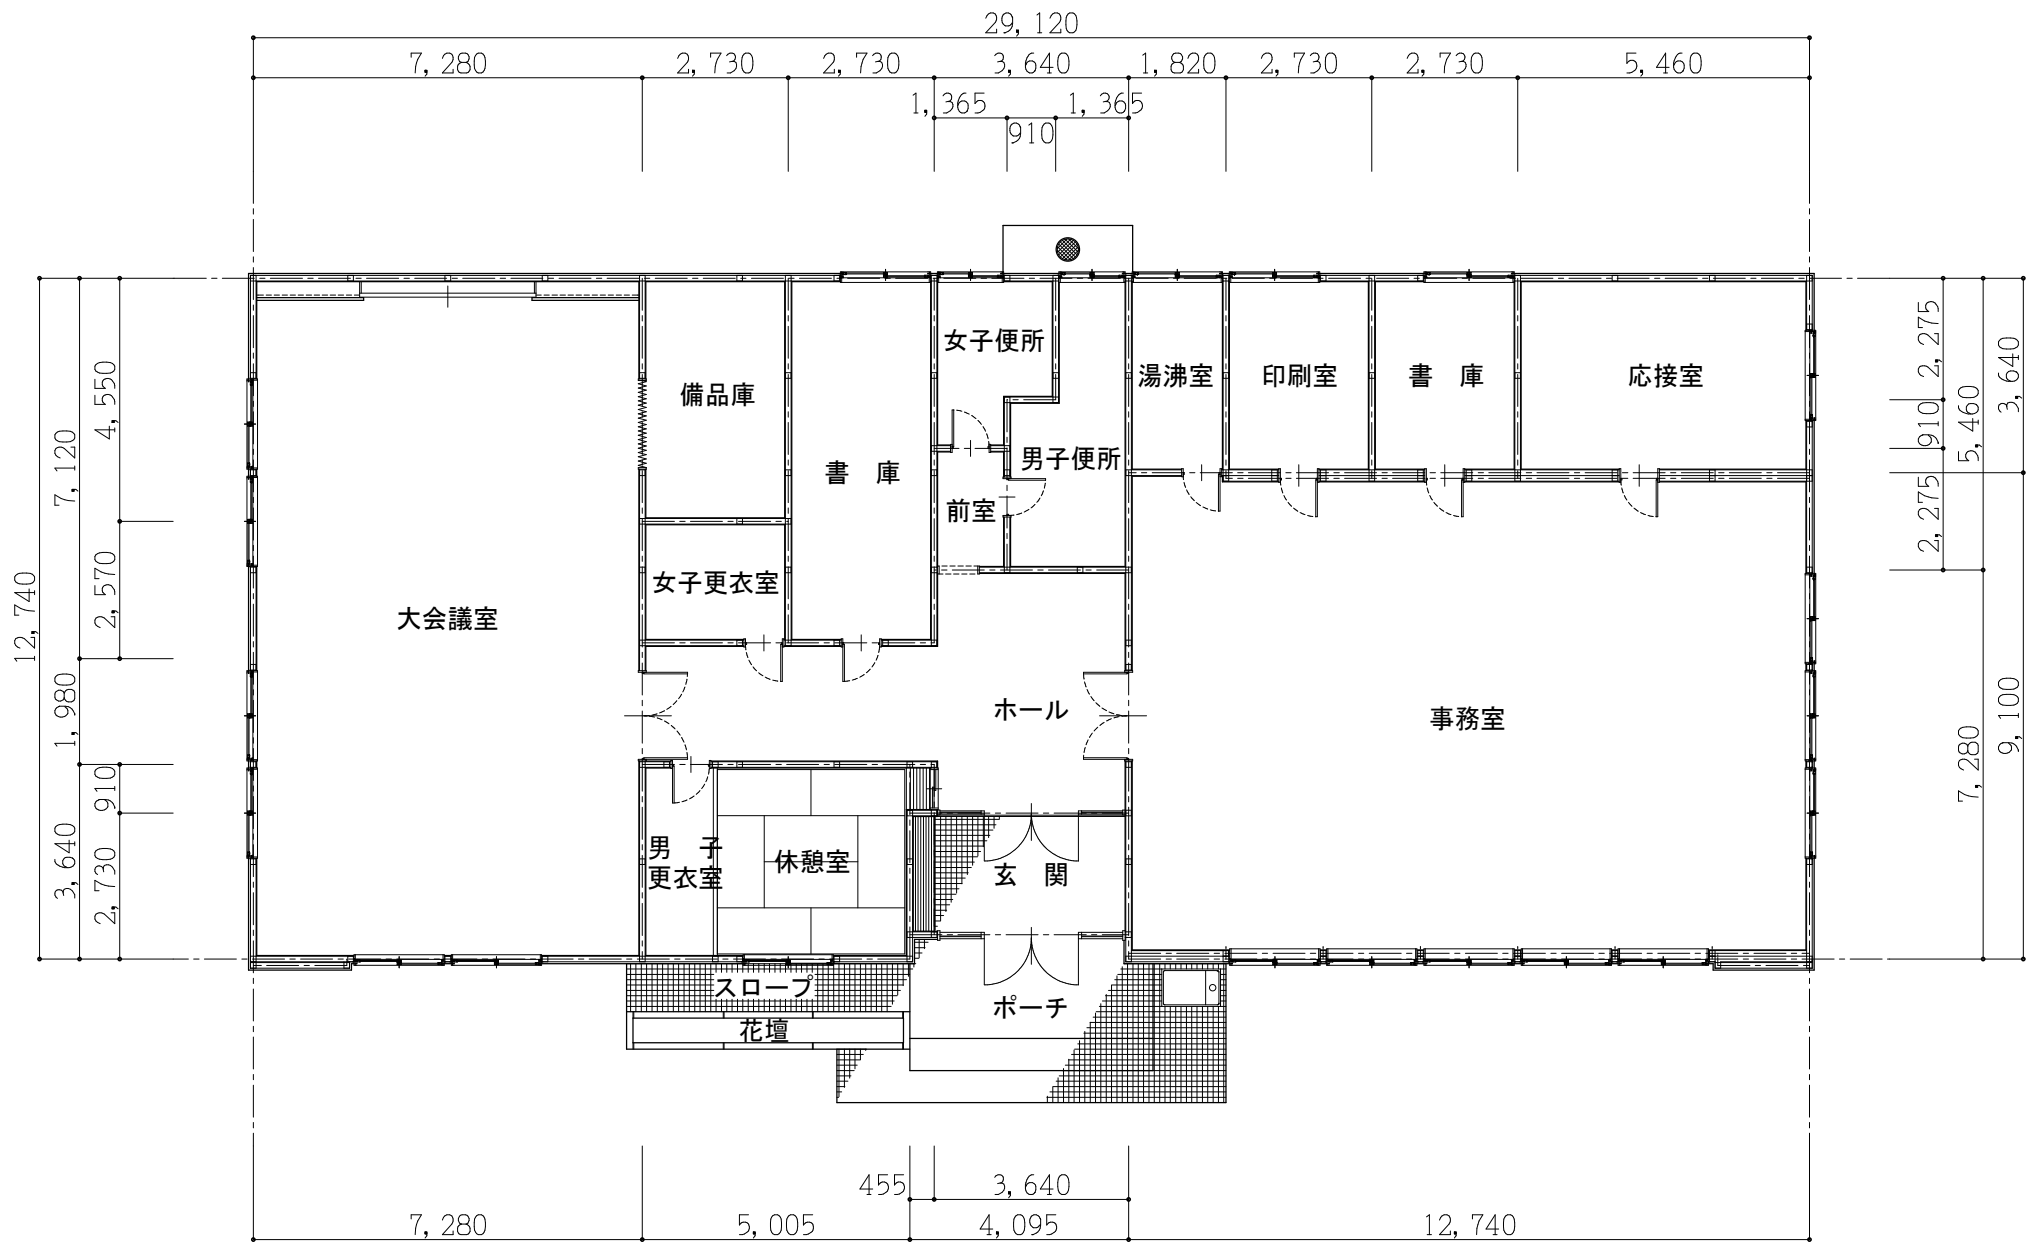 29,120
7,280 2,730 2,730 3,640 1,820 2,730 2,730 5,460
1,365 1,365
910
女子便所
備品庫
湯沸室 印刷室 書 庫 応接室
男子便所
書 庫
前室
女子更衣室
大会議室
ホール
事務室
男 子
更衣室
休憩室
玄 関
スロープ
ポーチ
花壇
12,740
7,120
1,980
3,640
4,550
2,570
910
2,730
2,275
910
2,275
5,460
7,280
3,640
9,100
455 3,640
7,280 5,005 4,095 12,740